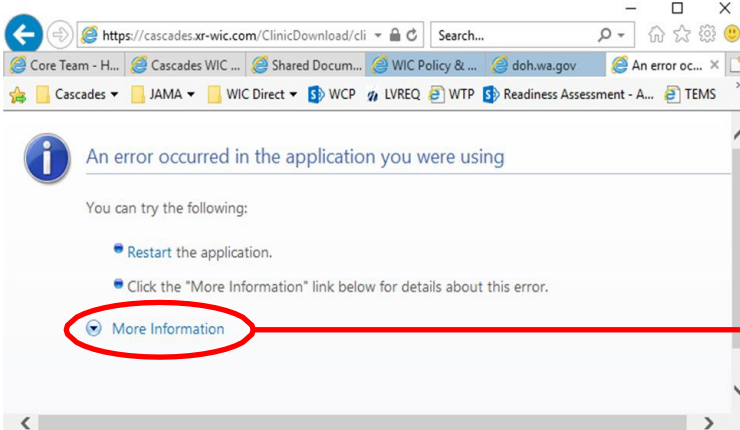 https://cascades.xr-wic.com/ClinicDownload/cli Search...
Core Team - H... Cascades WIC ... Shared Docum... WIC Policy & ... doh.wa.gov An error oc...
Cascades JAMA WIC Direct WCP LVREQ WTP Readiness Assessment - A... TEMS
An error occurred in the application you were using
You can try the following:
Restart the application.
Click the "More Information" link below for details about this error.
More Information